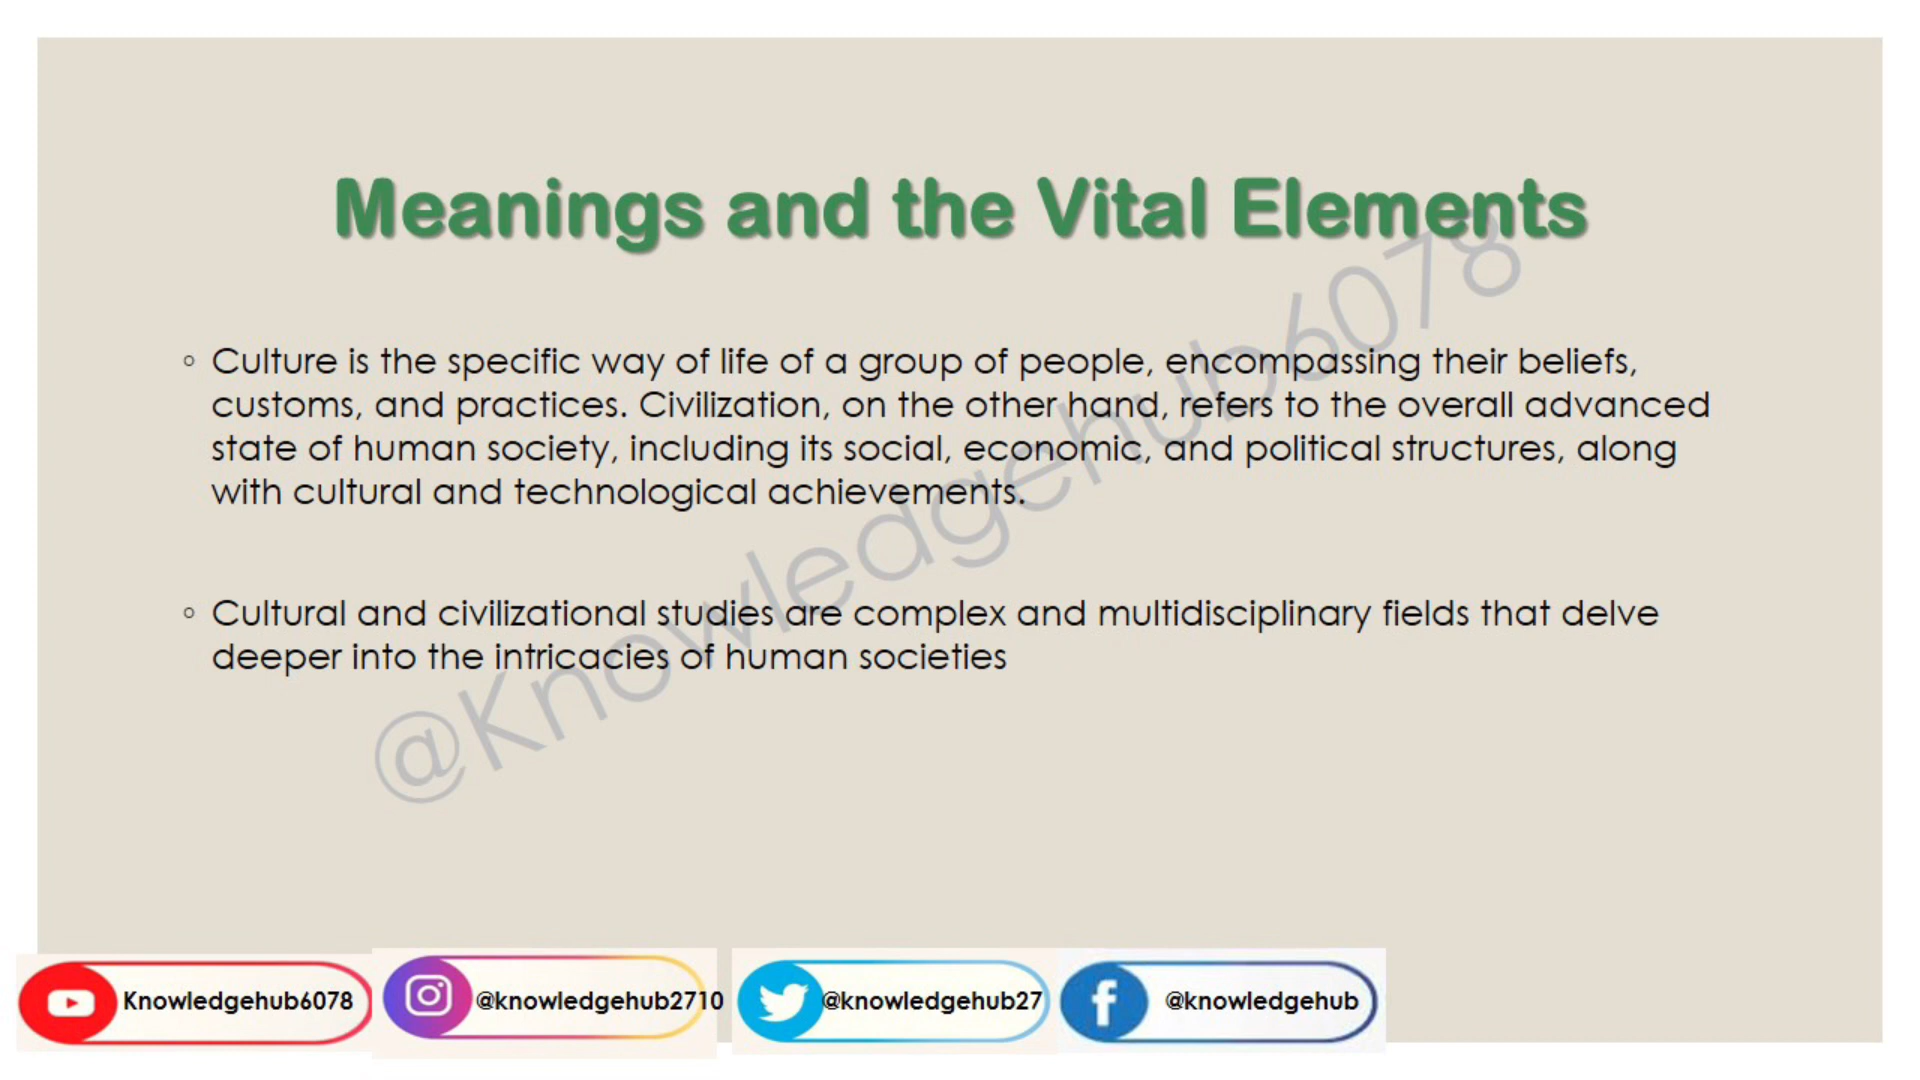 Meanings and the Vital Elements
◦ Culture is the specific way of life of a group of people, encompassing their beliefs,
customs, and practices. Civilization, on the other hand, refers to the overall advanced
state of human society, including its social, economic, and political structures, along
with cultural and technological achievements.
◦ Cultural and civilizational studies are complex and multidisciplinary fields that delve
deeper into the intricacies of human societies
@Knowledgehub6078
Knowledgehub6078
@knowledgehub2710
@knowledgehub27
@knowledgehub